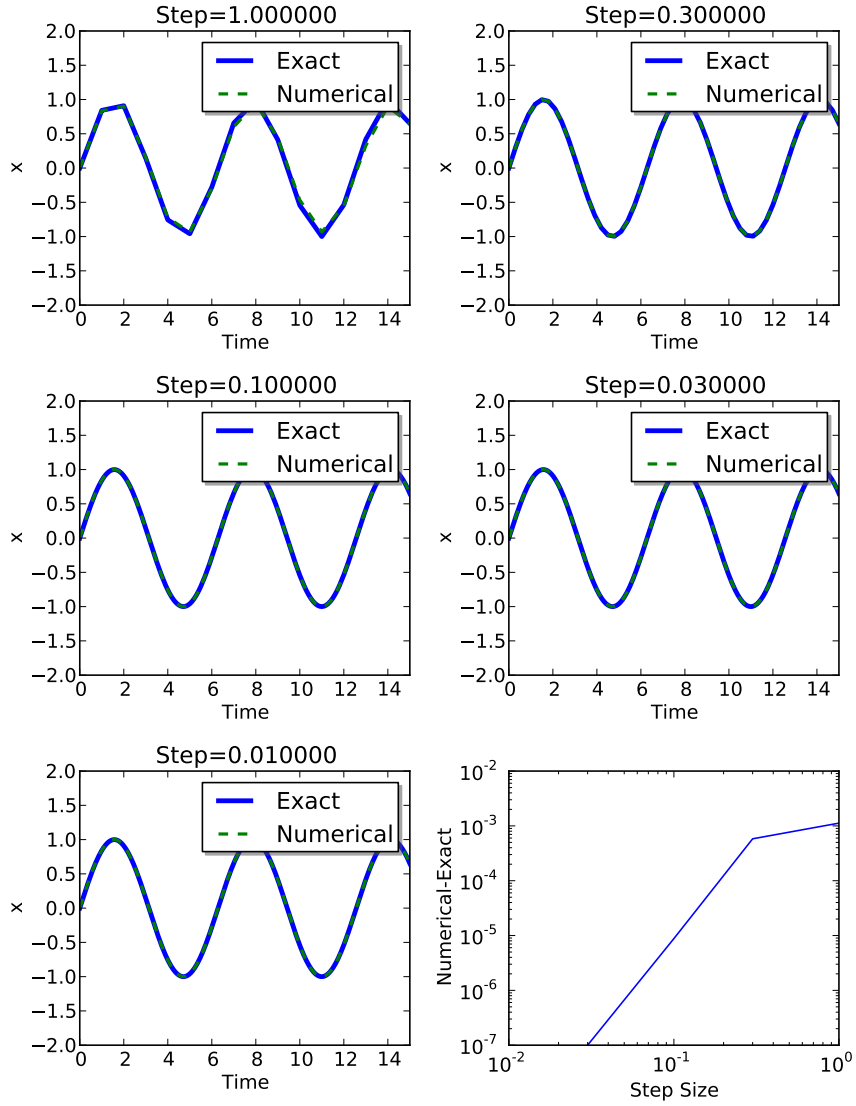 Step=1.000000
2.0
1.5
1.0
0.5
0.0
−0.5
−1.0
−1.5
−2.0
x
Exact
Numerical
0 2 4 6 8 10 12 14
Time
Step=0.300000
2.0
1.5
1.0
0.5
0.0
−0.5
−1.0
−1.5
−2.0
x
Exact
Numerical
0 2 4 6 8 10 12 14
Time
Step=0.100000
2.0
1.5
1.0
0.5
0.0
−0.5
−1.0
−1.5
−2.0
x
Exact
Numerical
0 2 4 6 8 10 12 14
Time
Step=0.030000
2.0
1.5
1.0
0.5
0.0
−0.5
−1.0
−1.5
−2.0
x
Exact
Numerical
0 2 4 6 8 10 12 14
Time
Step=0.010000
2.0
1.5
1.0
0.5
0.0
−0.5
−1.0
−1.5
−2.0
x
Exact
Numerical
0 2 4 6 8 10 12 14
Time
10⁻²
10⁻³
10⁻⁴
10⁻⁵
10⁻⁶
10⁻⁷
Numerical-Exact
10⁻² 10⁻¹ 10⁰
Step Size